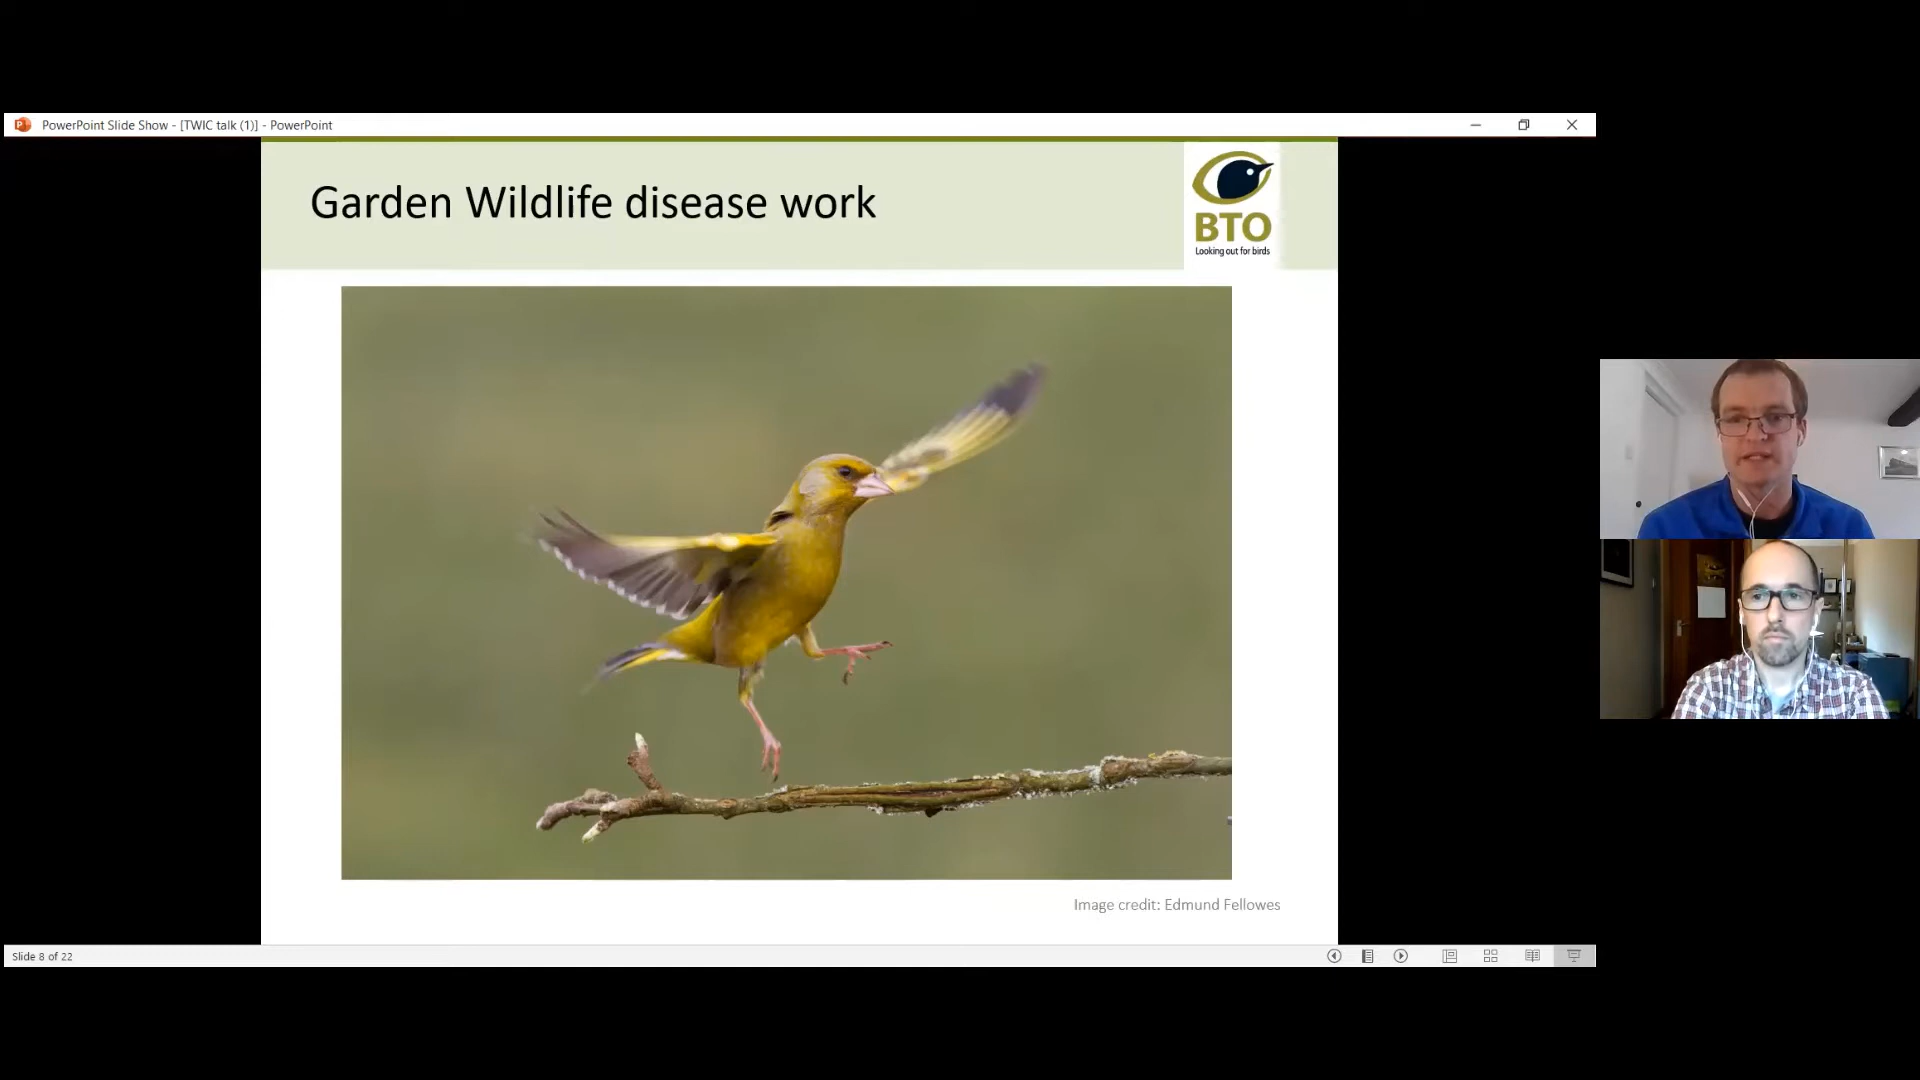 PowerPoint Slide Show - [TWIC talk (1)] - PowerPoint
Garden Wildlife disease work
BTO
Looking out for birds
Image credit: Edmund Fellowes
Slide 8 of 22